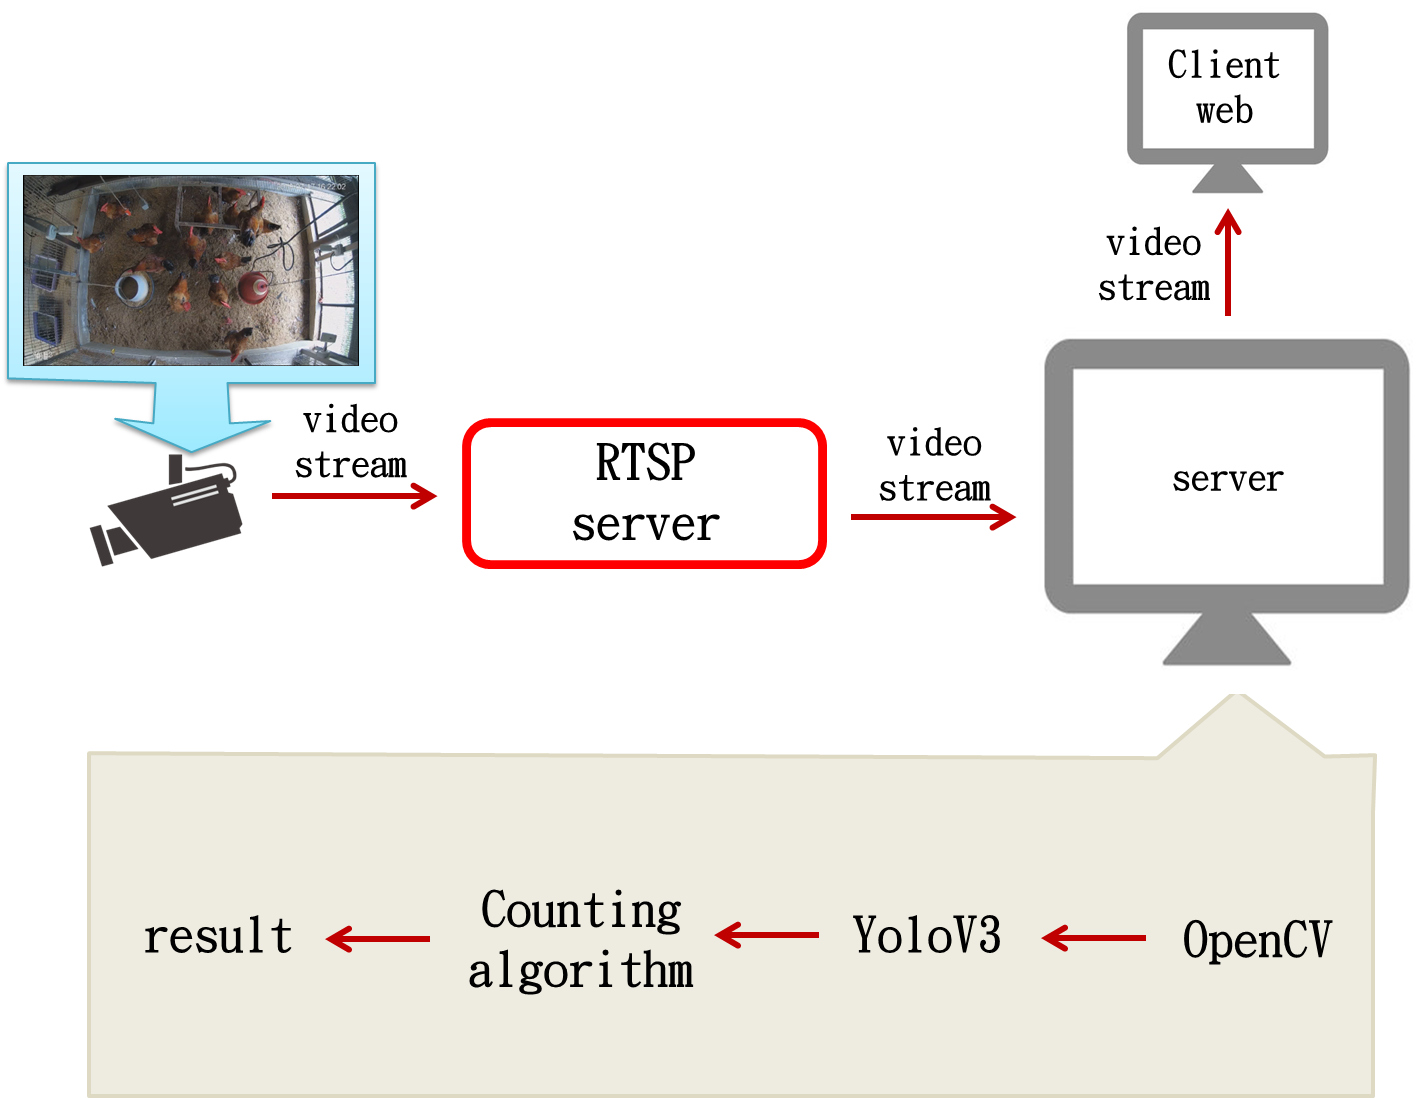 Client
web
video
stream
video
stream
RTSP
server
video
stream
server
result
Counting
algorithm
YoloV3
OpenCV